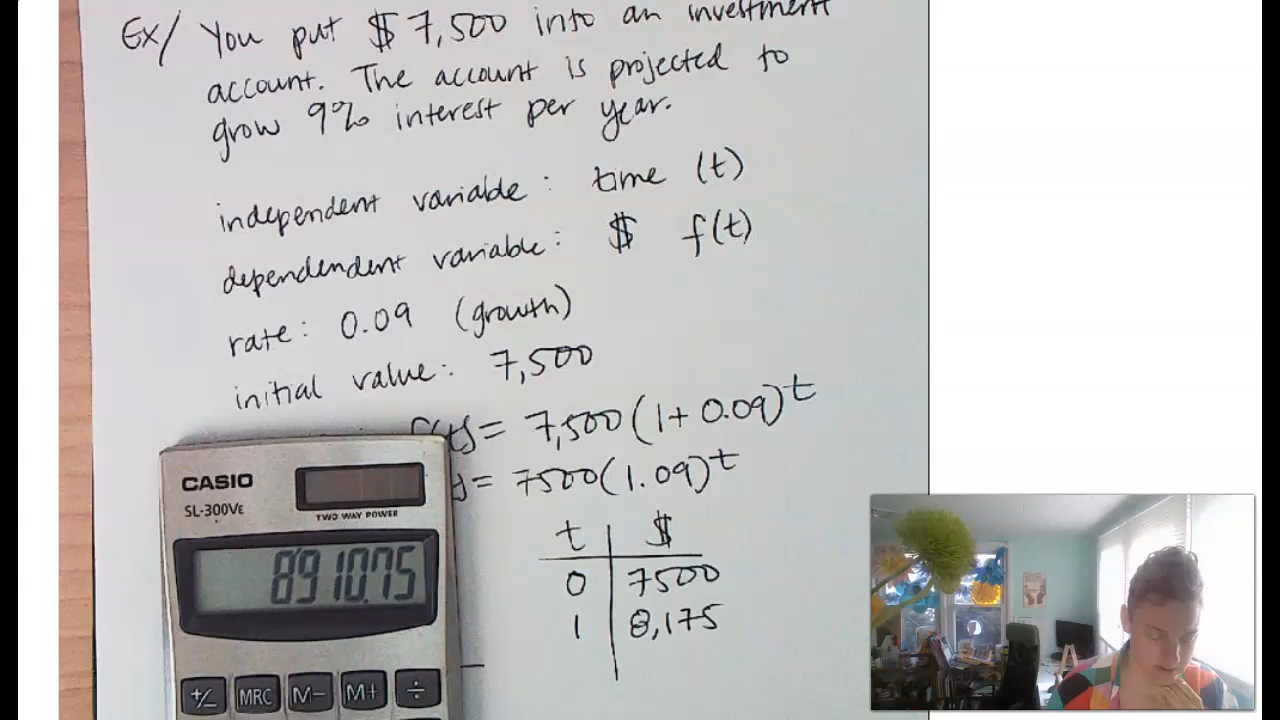 Ex/ You put $7,500 into an investment
account. The account is projected to
grow 9% interest per year.
independent variable: time (t)
dependendent variable: $ f(t)
rate: 0.09 (growth)
initial value: 7,500
= 7,500(1+0.09)^t
= 7500(1.09)^t
t $
0 7500
1 8,175
CASIO
SL-300VE
TWO WAY POWER
8910.75
+/- MRC M- M+ ÷